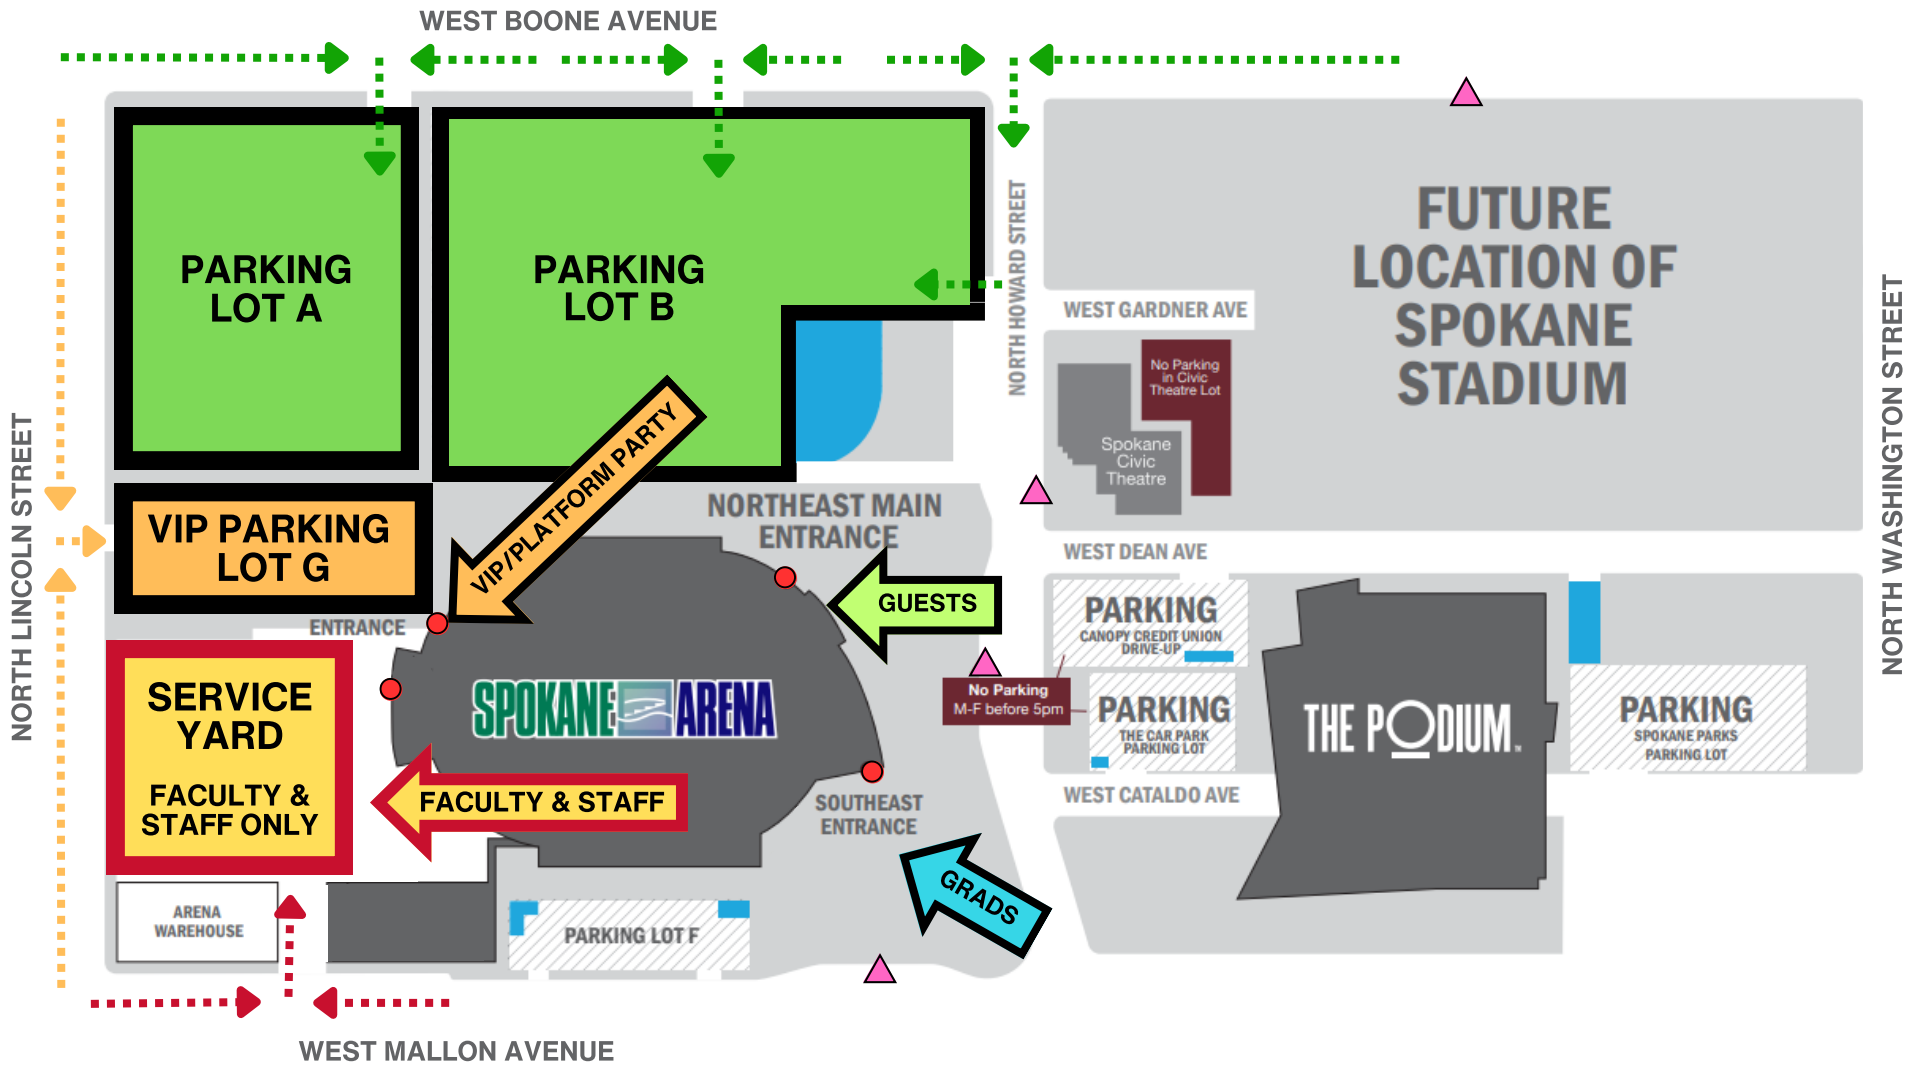 WEST BOONE AVENUE
PARKING
LOT A
PARKING
LOT B
NORTH HOWARD STREET
FUTURE
LOCATION OF
SPOKANE
STADIUM
WEST GARDNER AVE
No Parking
in Civic
Theatre Lot
Spokane
Civic
Theatre
NORTH WASHINGTON STREET
NORTH LINCOLN STREET
VIP PARKING
LOT G
VIP/PLATFORM PARTY
NORTHEAST MAIN
ENTRANCE
WEST DEAN AVE
GUESTS
ENTRANCE
PARKING
CANOPY CREDIT UNION
DRIVE-UP
SERVICE
YARD
FACULTY &
STAFF ONLY
SPOKANE ARENA
No Parking
M-F before 5pm
PARKING
THE CAR PARK
PARKING LOT
THE PODIUM™
PARKING
SPOKANE PARKS
PARKING LOT
FACULTY & STAFF
SOUTHEAST
ENTRANCE
WEST CATALDO AVE
GRADS
ARENA
WAREHOUSE
PARKING LOT F
WEST MALLON AVENUE